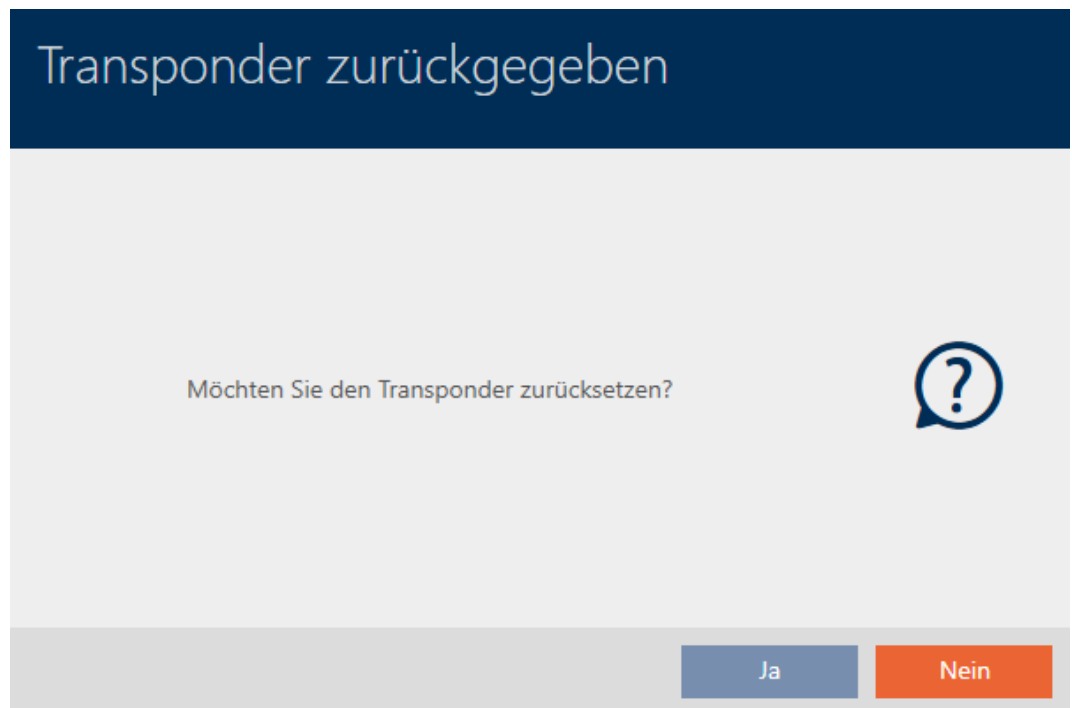 Transponder zurückgegeben
Möchten Sie den Transponder zurücksetzen?
?
Ja
Nein